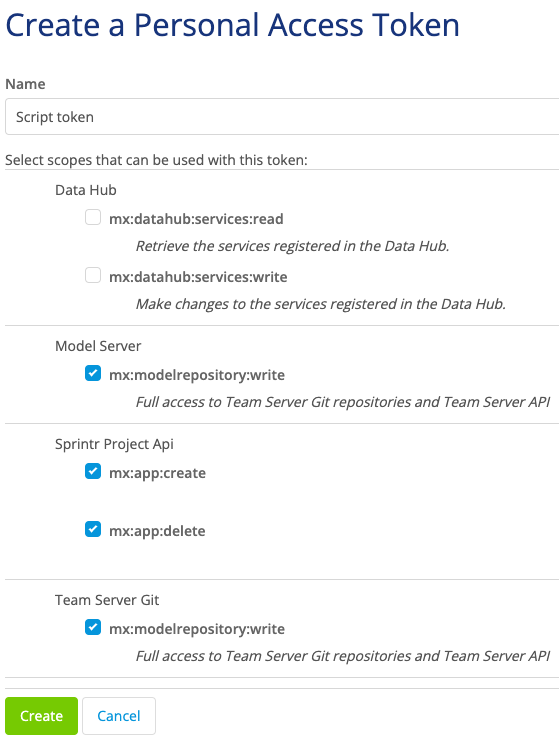 Create a Personal Access Token
Name
Script token
Select scopes that can be used with this token:
Data Hub
mx:datahub:services:read
Retrieve the services registered in the Data Hub.
mx:datahub:services:write
Make changes to the services registered in the Data Hub.
Model Server
mx:modelrepository:write
Full access to Team Server Git repositories and Team Server API
Sprintr Project Api
mx:app:create
mx:app:delete
Team Server Git
mx:modelrepository:write
Full access to Team Server Git repositories and Team Server API
Create Cancel